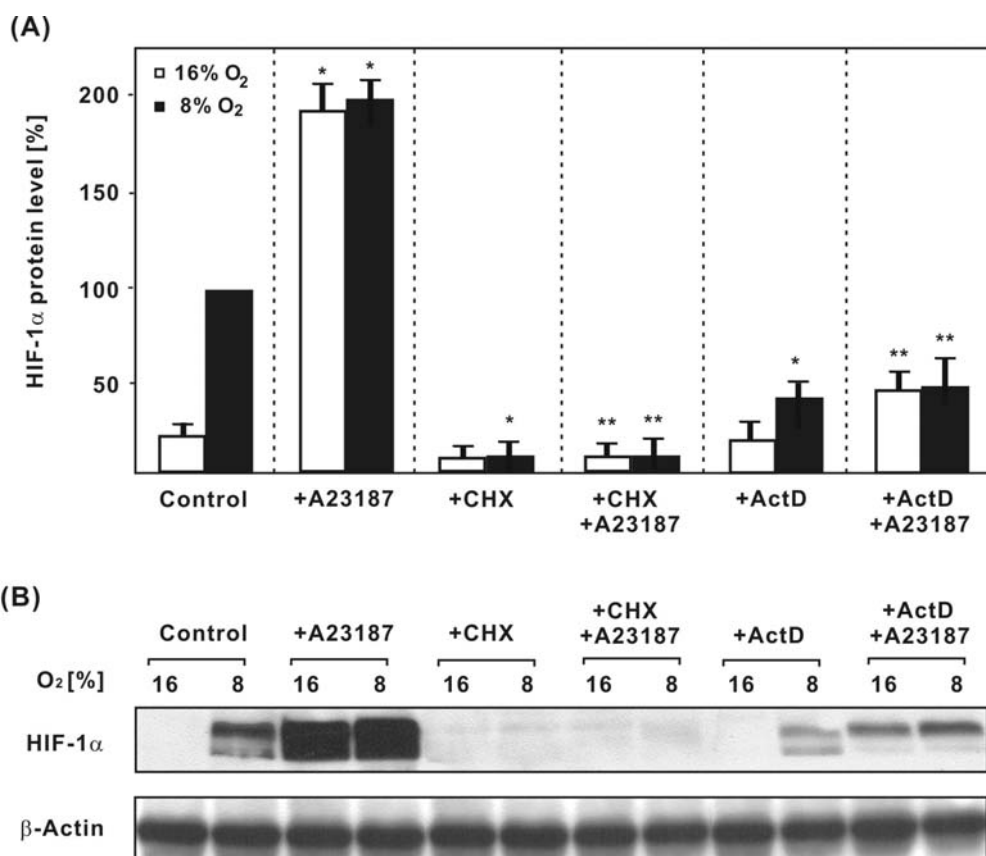 (A)
HIF-1α protein level [%]
200
150
100
50
16% O2
8% O2
* *
*
** **
*
** **
Control +A23187 +CHX +CHX +A23187 +ActD +ActD +A23187
(B)
Control +A23187 +CHX +CHX +A23187 +ActD +ActD +A23187
O2 [%] 16 8 16 8 16 8 16 8 16 8 16 8
HIF-1α
β-Actin